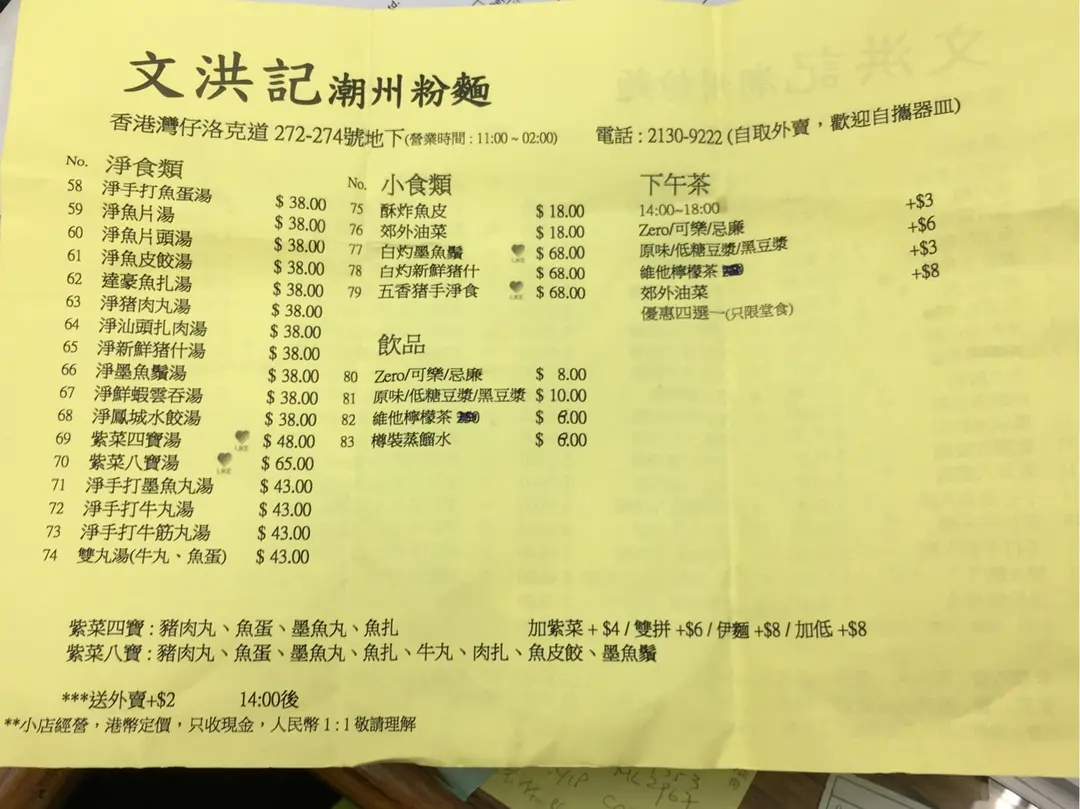 文洪記潮州粉麵
香港灣仔洛克道 272-274號地下(營業時間 : 11:00 ~ 02:00)
電話 : 2130-9222 (自取外賣，歡迎自攜器皿)
No. 淨食類
58 淨手打魚蛋湯 $ 38.00
59 淨魚片湯 $ 38.00
60 淨魚片頭湯 $ 38.00
61 淨魚皮餃湯 $ 38.00
62 達豪魚扎湯 $ 38.00
63 淨猪肉丸湯 $ 38.00
64 淨汕頭扎肉湯 $ 38.00
65 淨新鮮猪什湯 $ 38.00
66 淨墨魚鬚湯 $ 38.00
67 淨鮮蝦雲吞湯 $ 38.00
68 淨鳳城水餃湯 $ 38.00
69 紫菜四寶湯 LIKE $ 48.00
70 紫菜八寶湯 LIKE $ 65.00
71 淨手打墨魚丸湯 $ 43.00
72 淨手打牛丸湯 $ 43.00
73 淨手打牛筋丸湯 $ 43.00
74 雙丸湯(牛丸、魚蛋) $ 43.00
No. 小食類
75 酥炸魚皮 $ 18.00
76 郊外油菜 $ 18.00
77 白灼墨魚鬚 LIKE $ 68.00
78 白灼新鮮猪什 $ 68.00
79 五香猪手淨食 LIKE $ 68.00
飲品
80 Zero/可樂/忌廉 $ 8.00
81 原味/低糖豆漿/黑豆漿 $ 10.00
82 維他檸檬茶 $ 6.00
83 樽裝蒸餾水 $ 6.00
下午茶
14:00~18:00 +$3
Zero/可樂/忌廉 +$6
原味/低糖豆漿/黑豆漿 +$3
維他檸檬茶 +$8
郊外油菜
優惠四選一(只限堂食)
紫菜四寶 : 豬肉丸、魚蛋、墨魚丸、魚扎
加紫菜 + $4 / 雙拼 +$6 / 伊麵 +$8 / 加低 +$8
紫菜八寶 : 豬肉丸、魚蛋、墨魚丸、魚扎、牛丸、肉扎、魚皮餃、墨魚鬚
***送外賣+$2 14:00後
**小店經營，港幣定價，只收現金，人民幣 1 : 1 敬請理解